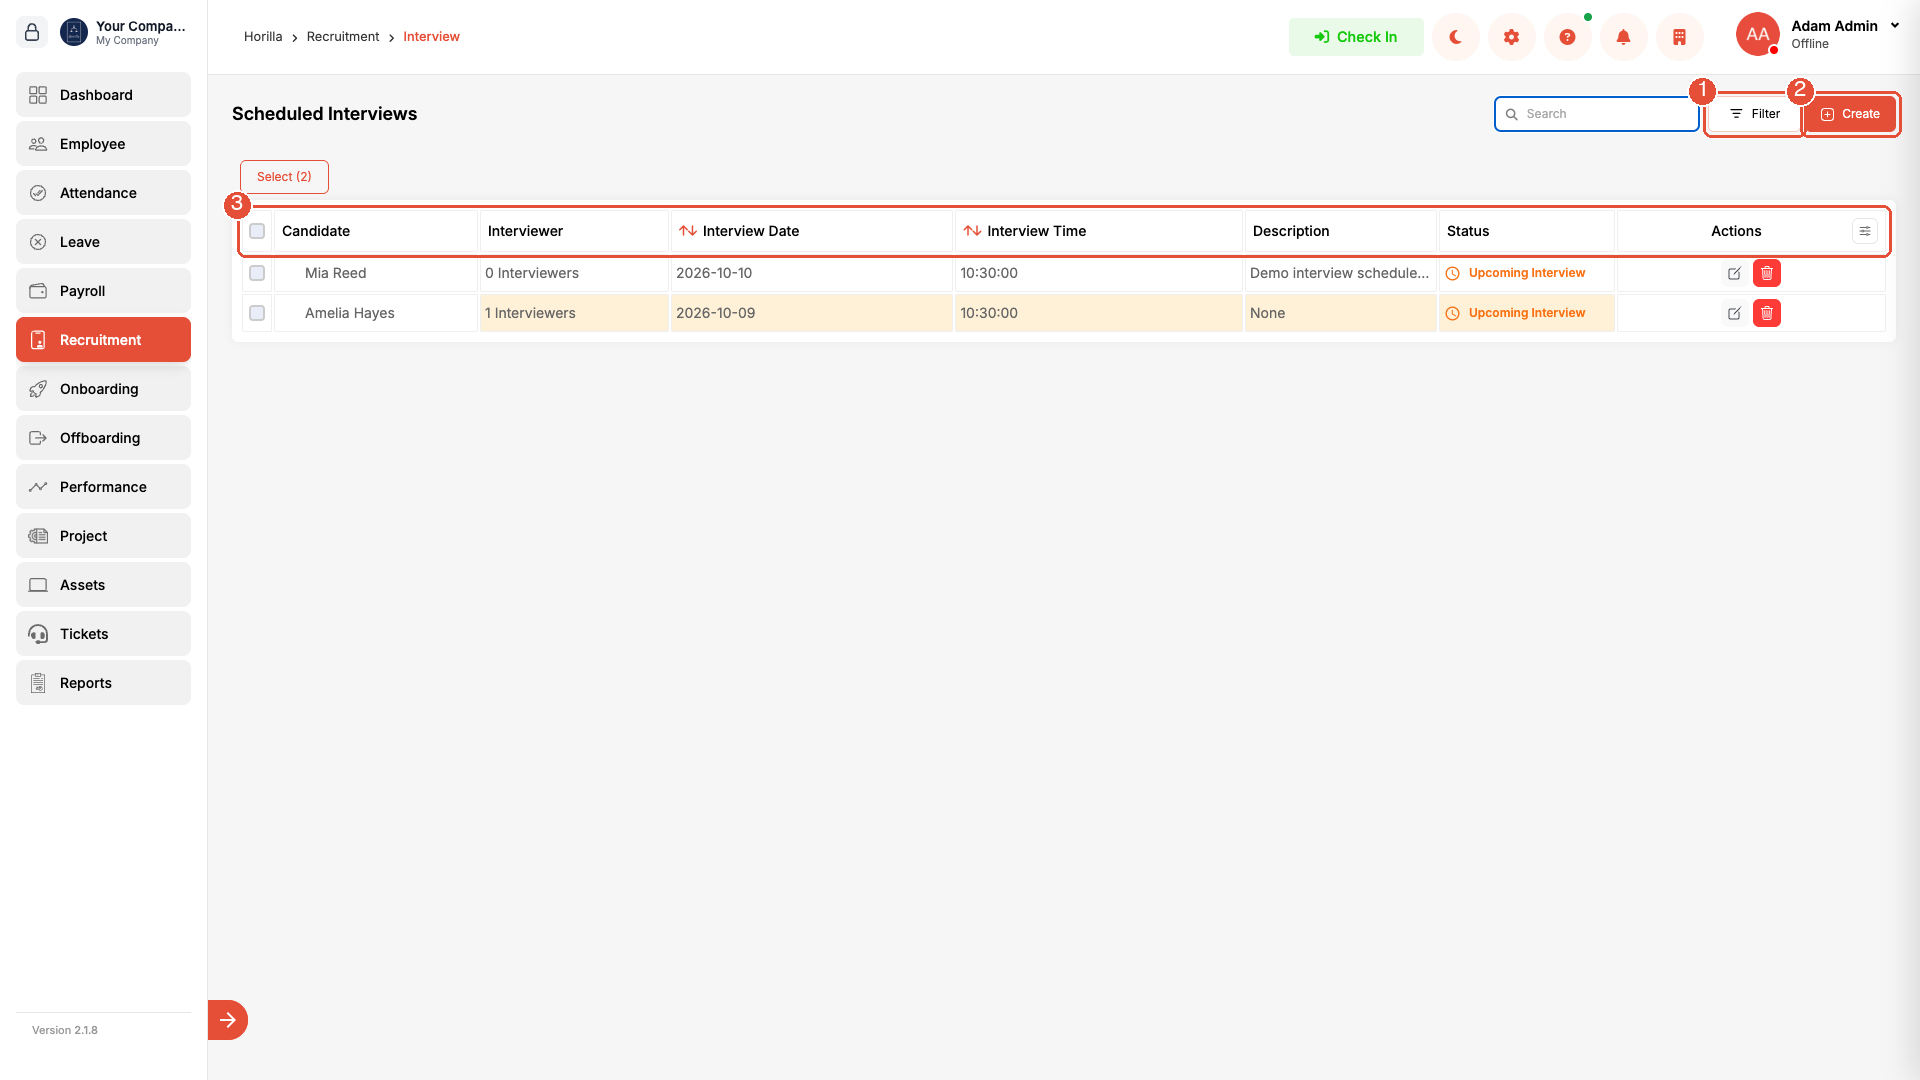 Your Compa...
My Company
Horilla
Recruitment
Interview
Check In
AA
Adam Admin
Offline
Dashboard
Employee
Attendance
Leave
Payroll
Recruitment
Onboarding
Offboarding
Performance
Project
Assets
Tickets
Reports
Version 2.1.8
Scheduled Interviews
Search
1
Filter
2
Create
Select (2)
3
Candidate Interviewer Interview Date Interview Time Description Status Actions
Mia Reed 0 Interviewers 2026-10-10 10:30:00 Demo interview schedule... Upcoming Interview
Amelia Hayes 1 Interviewers 2026-10-09 10:30:00 None Upcoming Interview